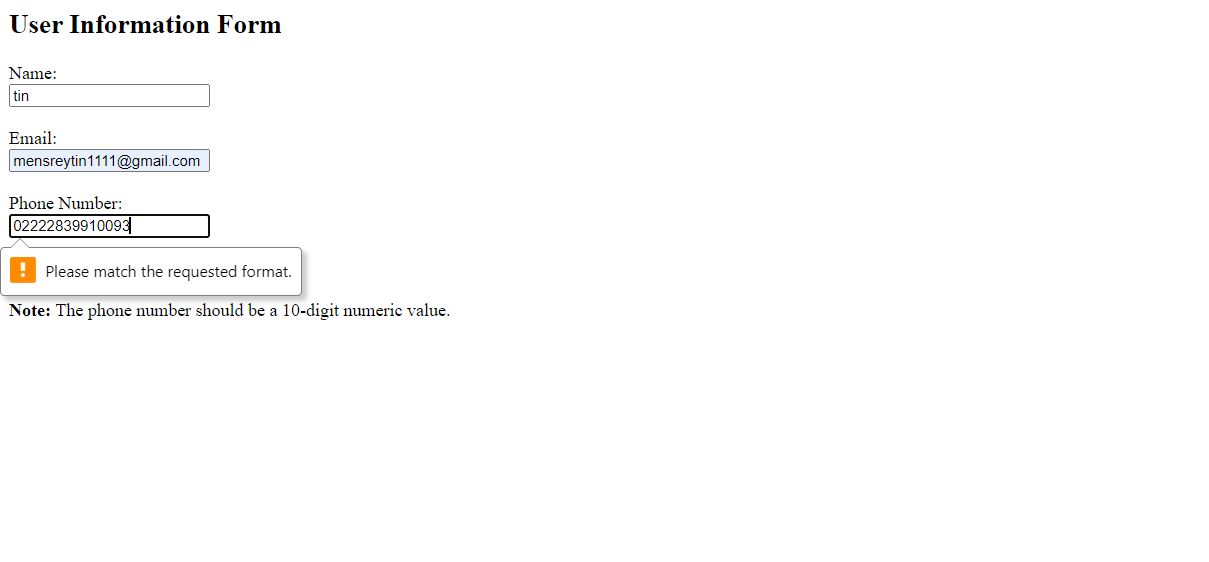 User Information Form
Name:
tin
Email:
mensreytin1111@gmail.com
Phone Number:
02222839910093
Please match the requested format.
Note: The phone number should be a 10-digit numeric value.